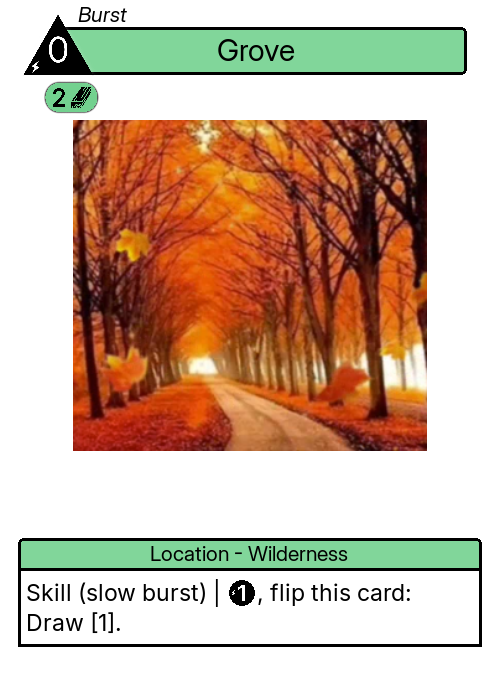 Burst
0
Grove
2
Location - Wilderness
Skill (slow burst) | 1, flip this card:
Draw [1].